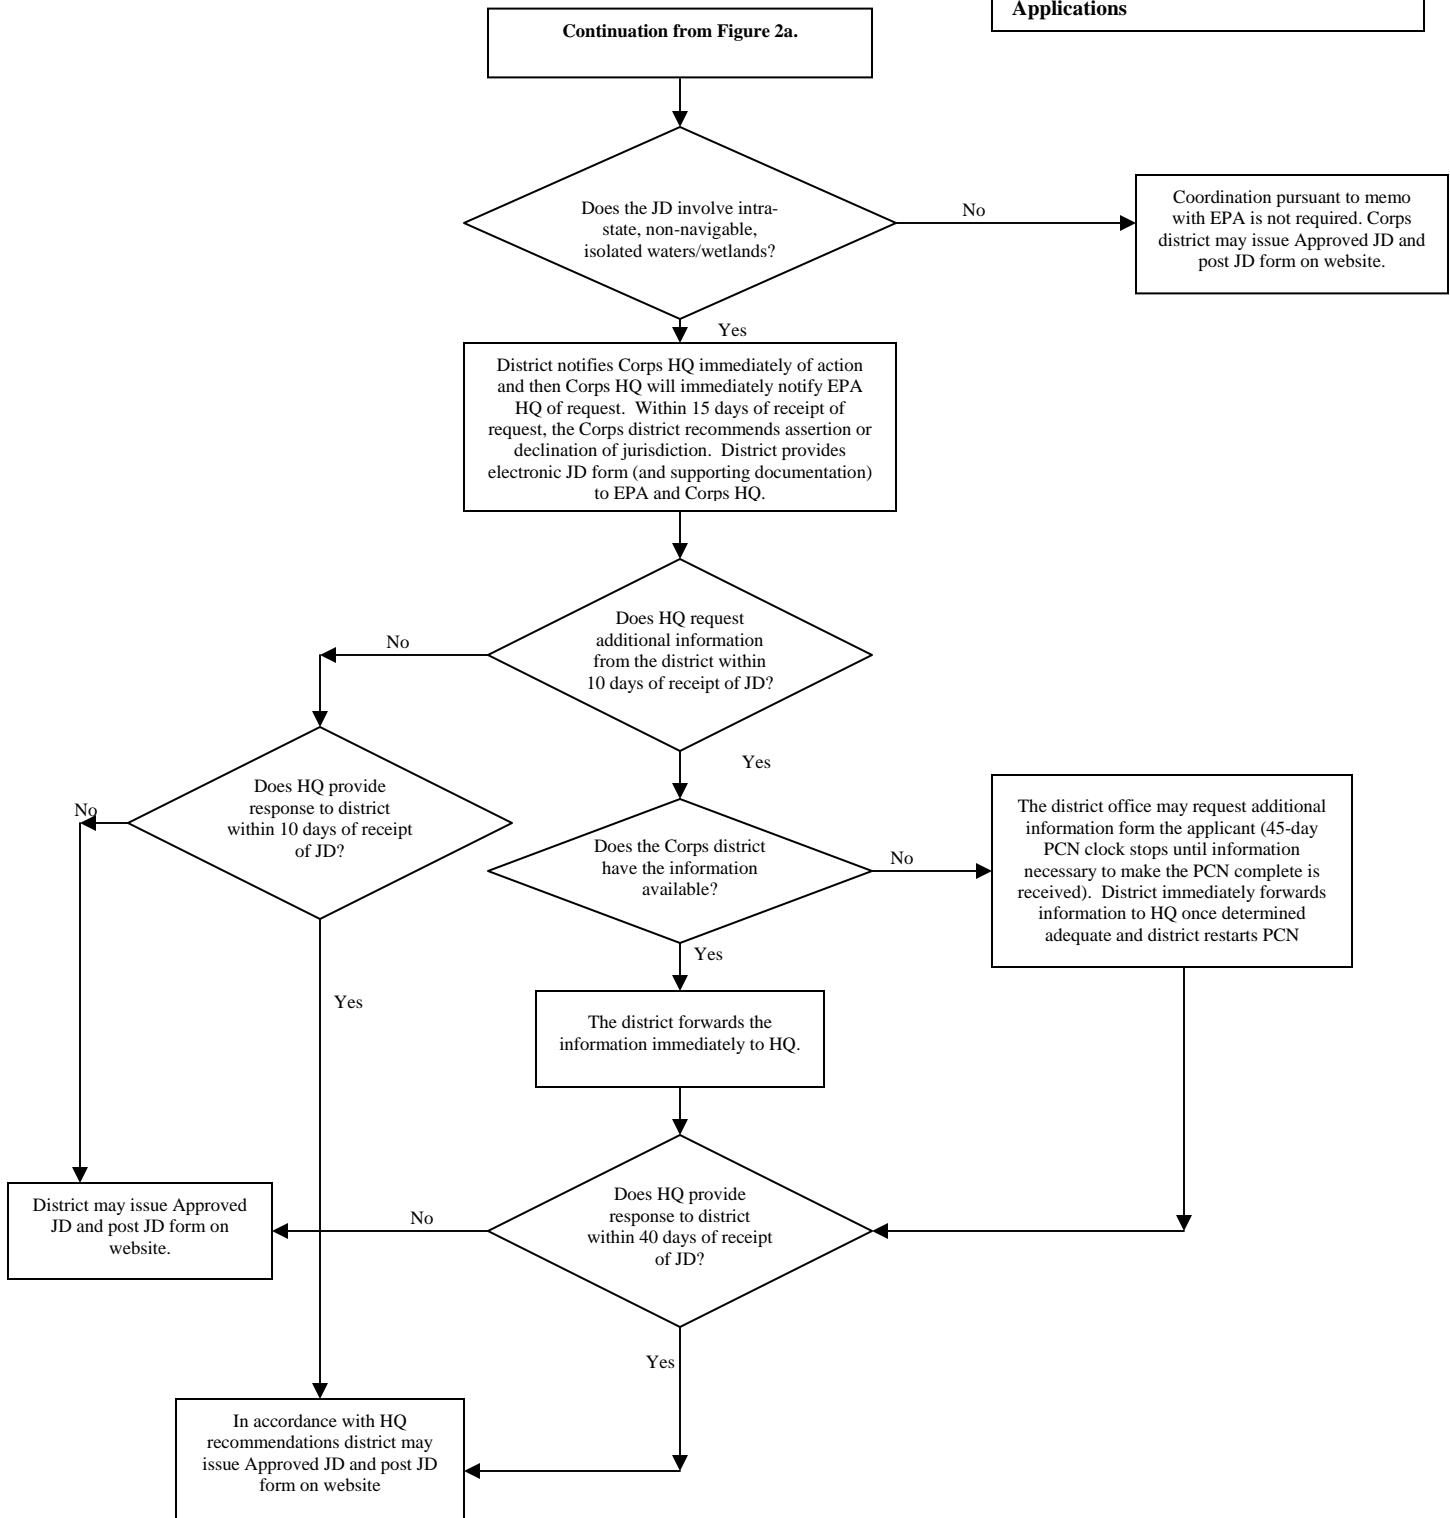 Applications
Continuation from Figure 2a.
Does the JD involve intra-
state, non-navigable,
isolated waters/wetlands?
No
Coordination pursuant to memo
with EPA is not required. Corps
district may issue Approved JD and
post JD form on website.
Yes
District notifies Corps HQ immediately of action
and then Corps HQ will immediately notify EPA
HQ of request.  Within 15 days of receipt of
request, the Corps district recommends assertion or
declination of jurisdiction.  District provides
electronic JD form (and supporting documentation)
to EPA and Corps HQ.
Does HQ request
additional information
from the district within
10 days of receipt of JD?
No
Yes
Does HQ provide
response to district
within 10 days of receipt
of JD?
No
Does the Corps district
have the information
available?
No
The district office may request additional
information form the applicant (45-day
PCN clock stops until information
necessary to make the PCN complete is
received).  District immediately forwards
information to HQ once determined
adequate and district restarts PCN
Yes
Yes
The district forwards the
information immediately to HQ.
District may issue Approved
JD and post JD form on
website.
No
Does HQ provide
response to district
within 40 days of receipt
of JD?
Yes
In accordance with HQ
recommendations district may
issue Approved JD and post JD
form on website